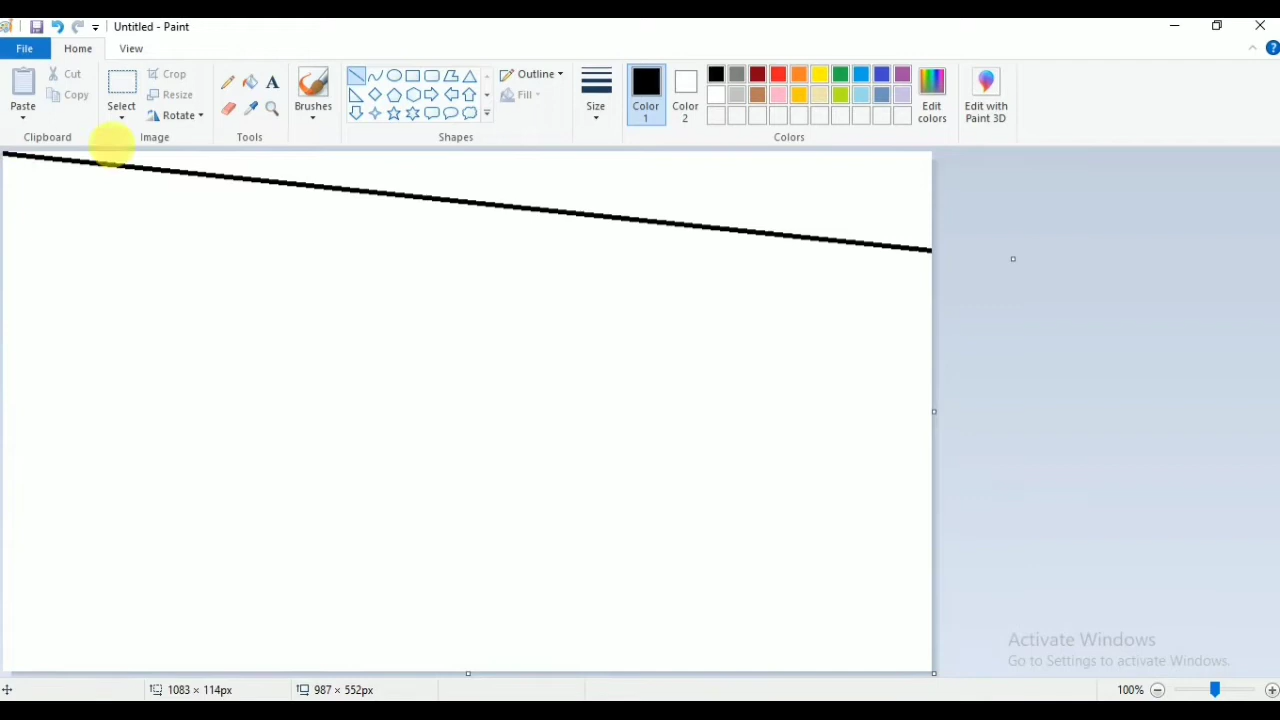 Untitled - Paint
File Home View
Paste
Cut
Copy
Clipboard
Select
Crop
Resize
Rotate
Image
A
Tools
Brushes
Shapes
Outline
Fill
Size
Color 1
Color 2
Colors
Edit colors
Edit with Paint 3D
?
Activate Windows
Go to Settings to activate Windows.
1083 × 114px
987 × 552px
100%